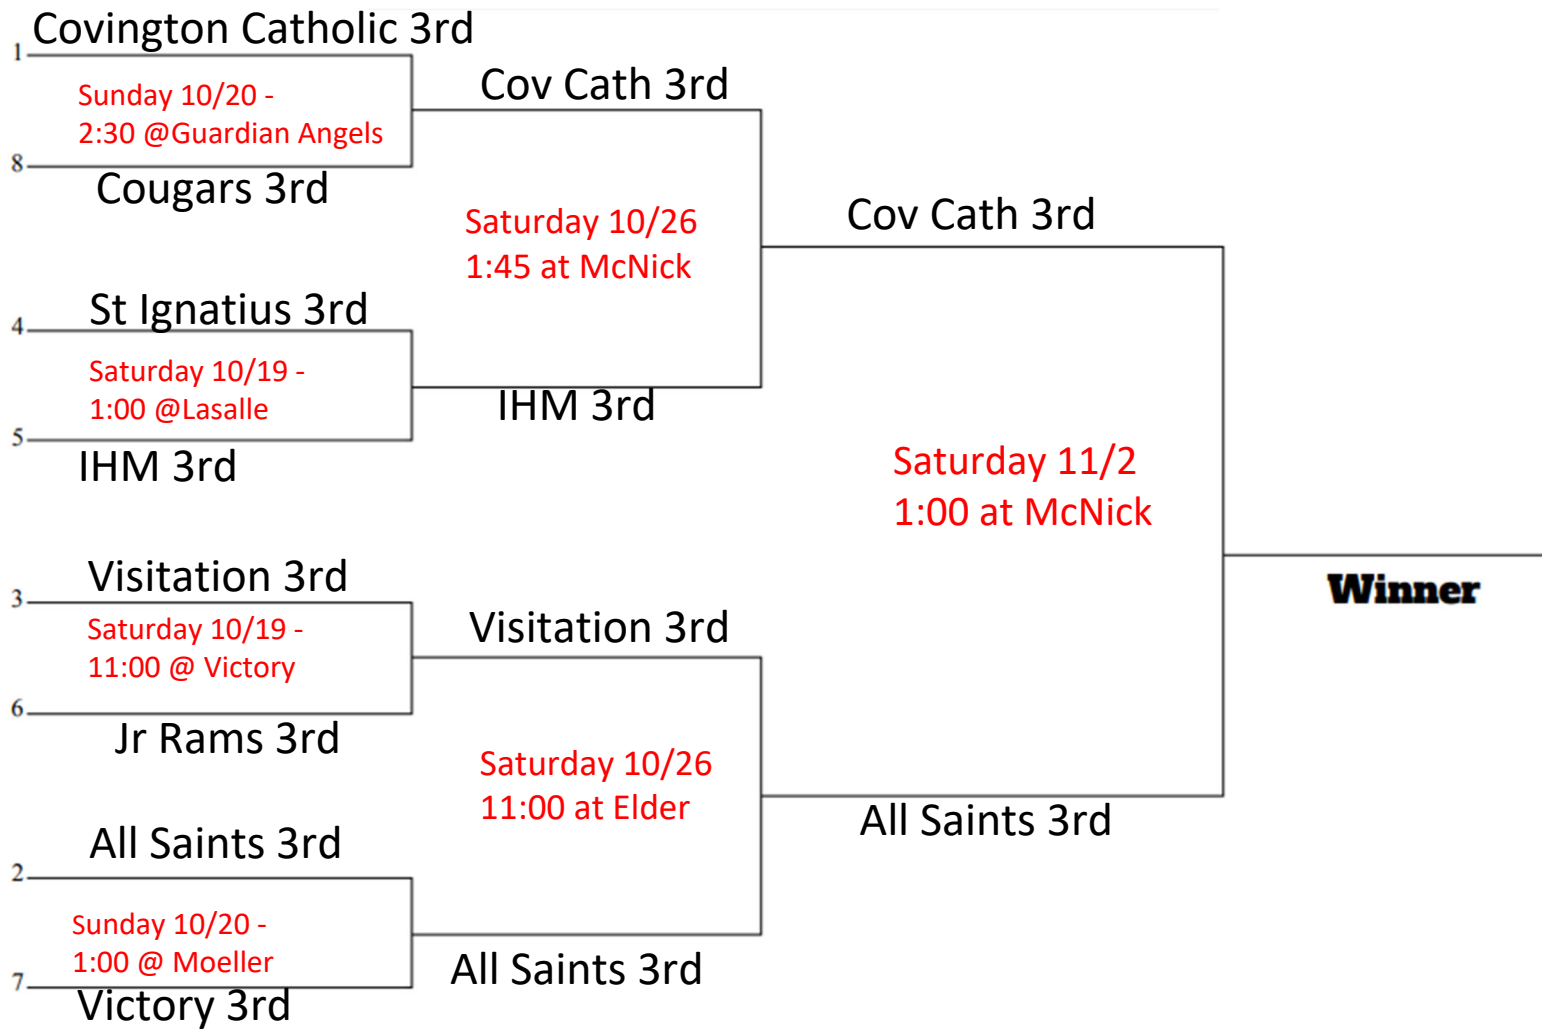 Covington Catholic 3rd
1
Sunday 10/20 -
2:30 @Guardian Angels
8
Cougars 3rd
St Ignatius 3rd
4
Saturday 10/19 -
1:00 @Lasalle
5
IHM 3rd
Visitation 3rd
3
Saturday 10/19 -
11:00 @ Victory
6
Jr Rams 3rd
All Saints 3rd
2
Sunday 10/20 -
1:00 @ Moeller
7
Victory 3rd
Cov Cath 3rd
Saturday 10/26
1:45 at McNick
IHM 3rd
Visitation 3rd
Saturday 10/26
11:00 at Elder
All Saints 3rd
Cov Cath 3rd
Saturday 11/2
1:00 at McNick
All Saints 3rd
Winner